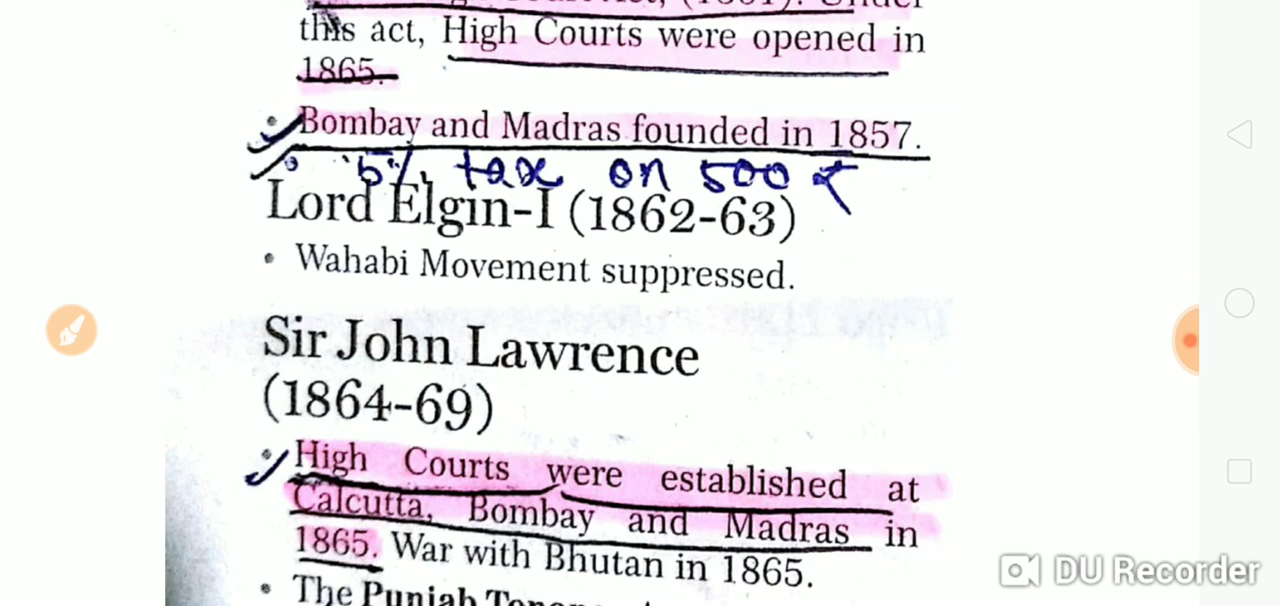 this act, High Courts were opened in
1865.
• Bombay and Madras founded in 1857.
5% tax on 500 ₹
Lord Elgin-I (1862-63)
• Wahabi Movement suppressed.
Sir John Lawrence
(1864-69)
• High Courts were established at
Calcutta, Bombay and Madras in
1865. War with Bhutan in 1865.
• The Punjab
DU Recorder